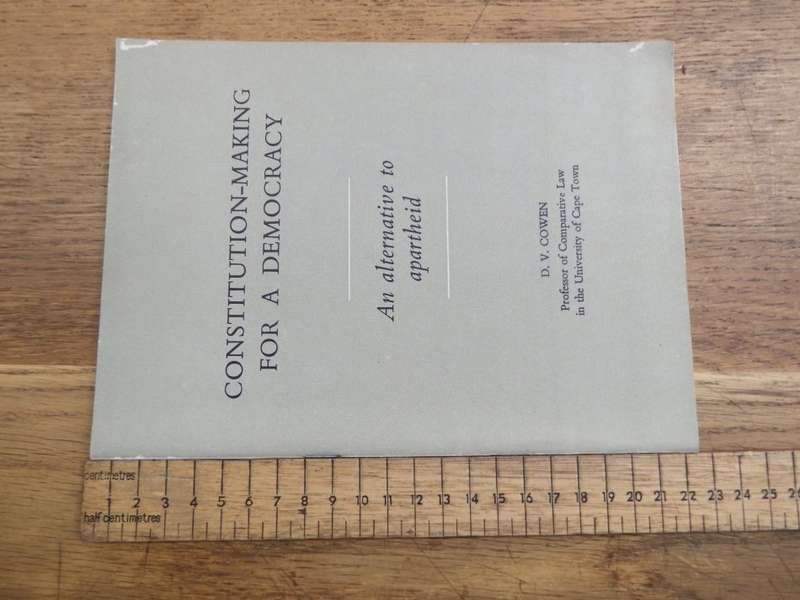 CONSTITUTION-MAKING
FOR A DEMOCRACY
An alternative to
apartheid
D. V. COWEN
Professor of Comparative Law
in the University of Cape Town
centimetres
1 2 3 4 5 6 7 8 9 10 11 12 13 14 15 16 17 18 19 20 21 22 23 24 25 26
half centimetres